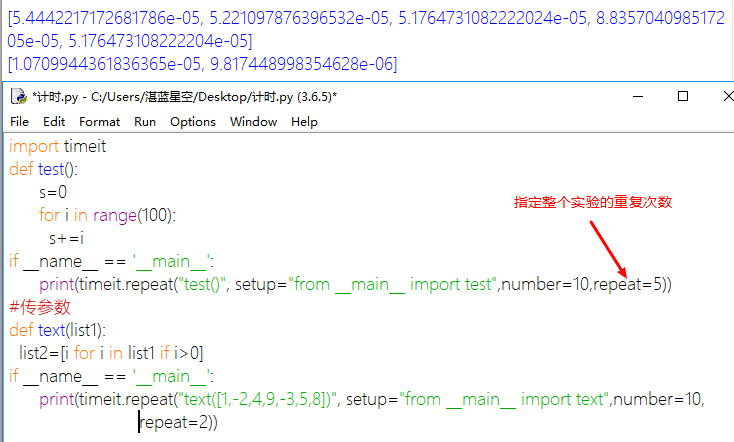 [5.4442217172681786e-05, 5.221097876396532e-05, 5.1764731082222024e-05, 8.8357040985172
05e-05, 5.176473108222204e-05]
[1.0709944361836365e-05, 9.817448998354628e-06]
*计时.py - C:/Users/湛蓝星空/Desktop/计时.py (3.6.5)*
File Edit Format Run Options Window Help
import timeit
def test():
s=0
指定整个实验的重复次数
for i in range(100):
s+=i
if __name__ == '__main__':
print(timeit.repeat("test()", setup="from __main__ import test",number=10,repeat=5))
#传参数
def text(list1):
list2=[i for i in list1 if i>0]
if __name__ == '__main__':
print(timeit.repeat("text([1,-2,4,9,-3,5,8])", setup="from __main__ import text",number=10,
repeat=2))